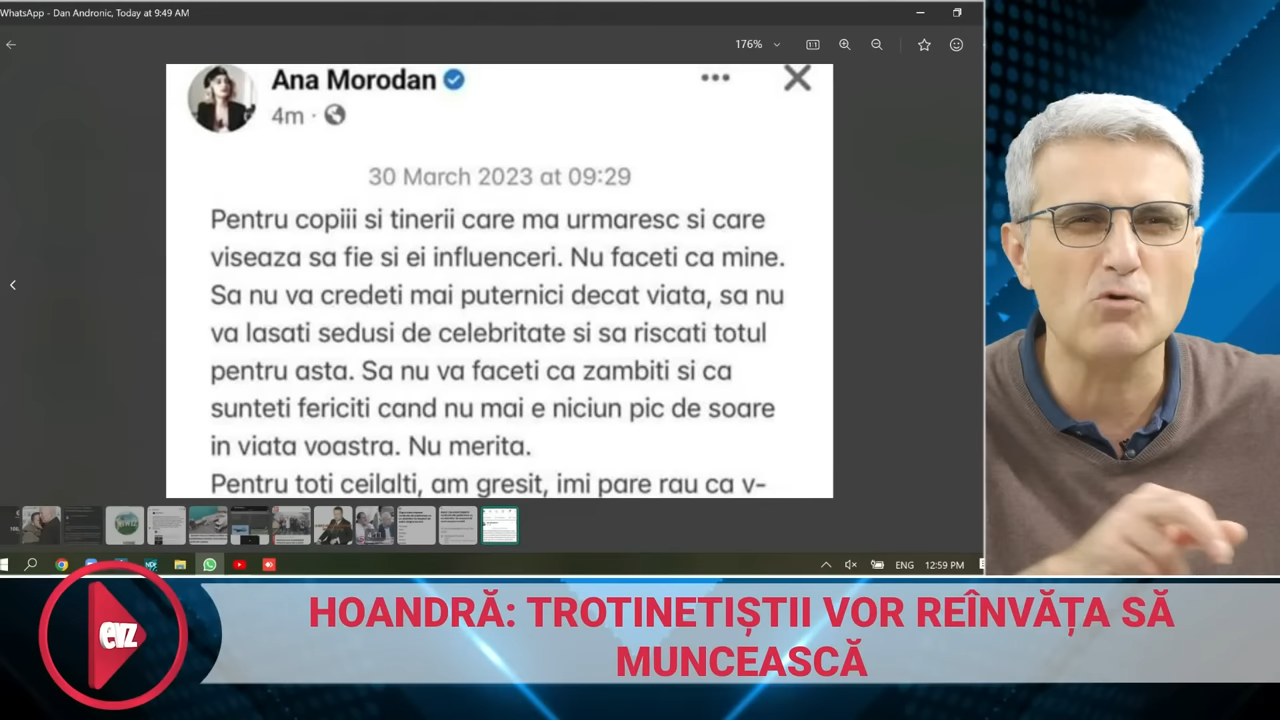 WhatsApp - Dan Andronic, Today at 9:49 AM
176%
1:1
Ana Morodan
4m ·
30 March 2023 at 09:29
Pentru copiii si tinerii care ma urmaresc si care
viseaza sa fie si ei influenceri. Nu faceti ca mine.
Sa nu va credeti mai puternici decat viata, sa nu
va lasati sedusi de celebritate si sa riscati totul
pentru asta. Sa nu va faceti ca zambiti si ca
sunteti fericiti cand nu mai e niciun pic de soare
in viata voastra. Nu merita.
Pentru toti ceilalti, am gresit, imi pare rau ca v-
ENG 12:59 PM
evz
HOANDRĂ: TROTINETIȘTII VOR REÎNVĂȚA SĂ
MUNCEASCĂ